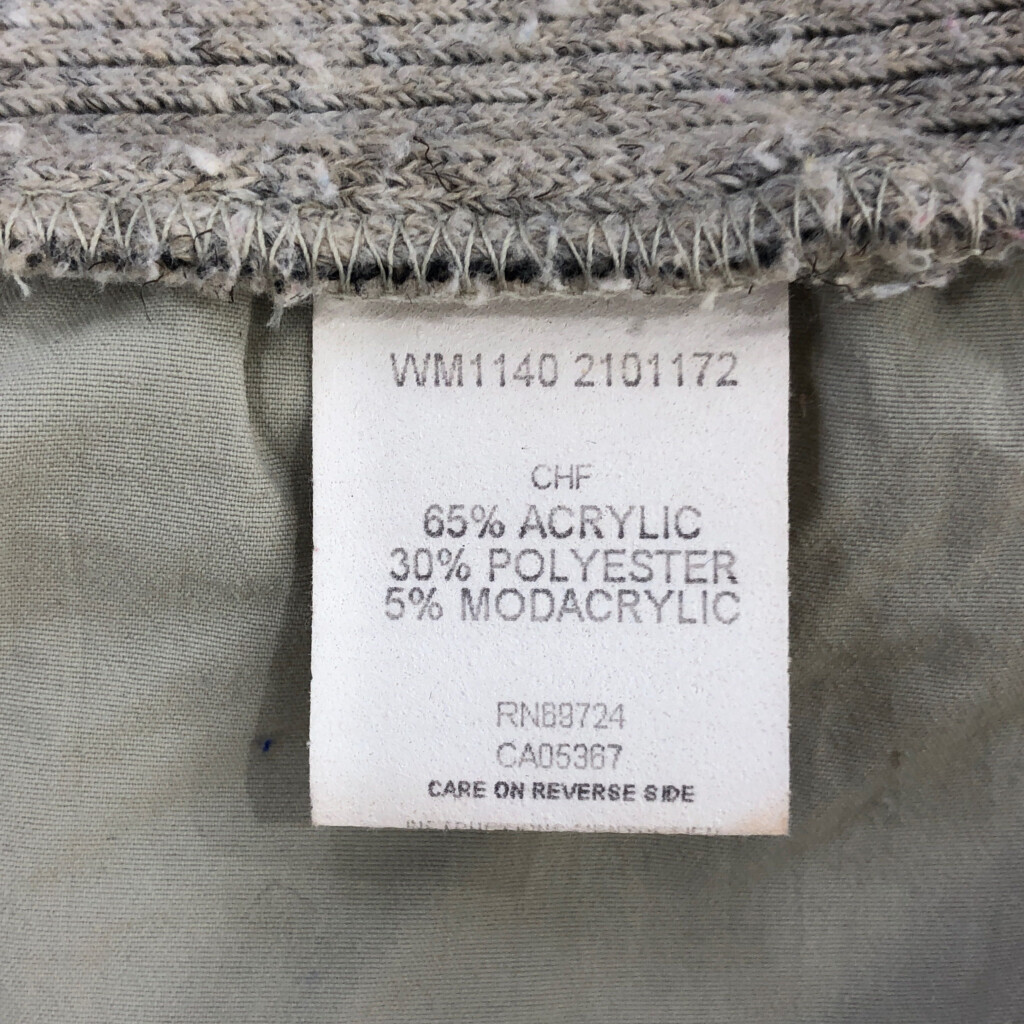 WM1140 2101172
CHF
65% ACRYLIC
30% POLYESTER
5% MODACRYLIC
RN69724
CA05367
CARE ON REVERSE SIDE